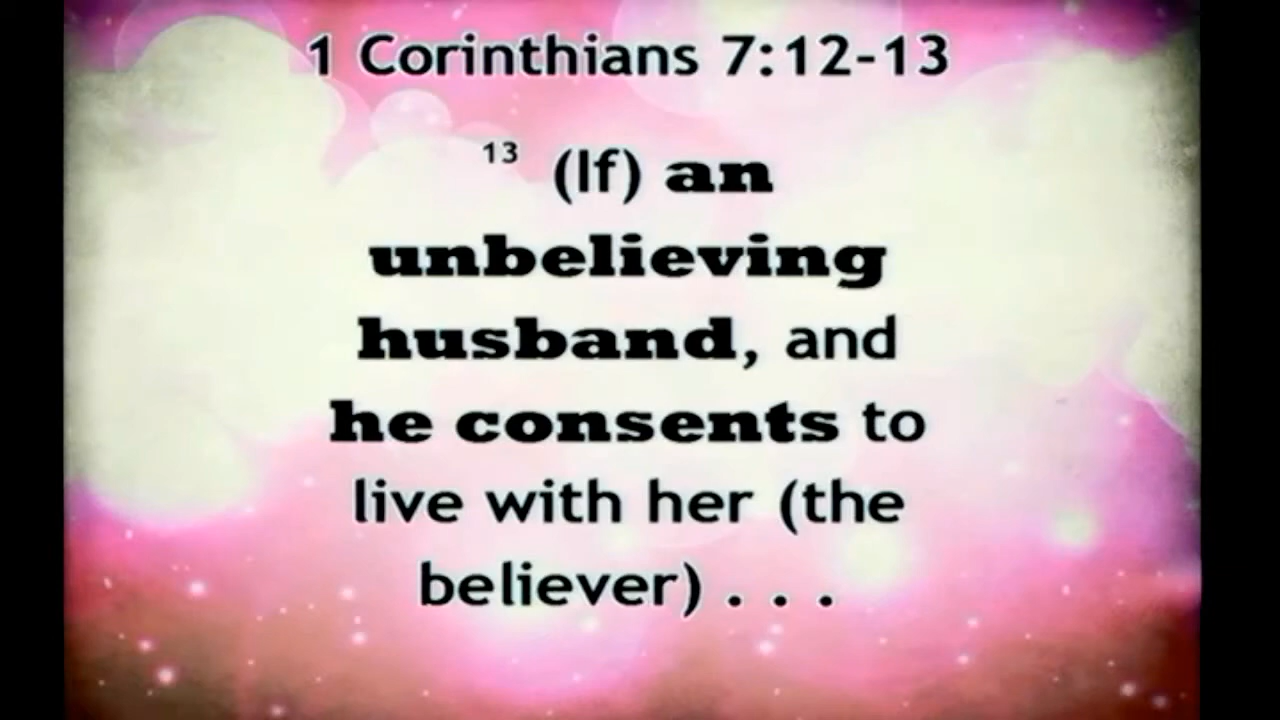 1 Corinthians 7:12-13
13 (If) an
unbelieving
husband, and
he consents to
live with her (the
believer) . . .